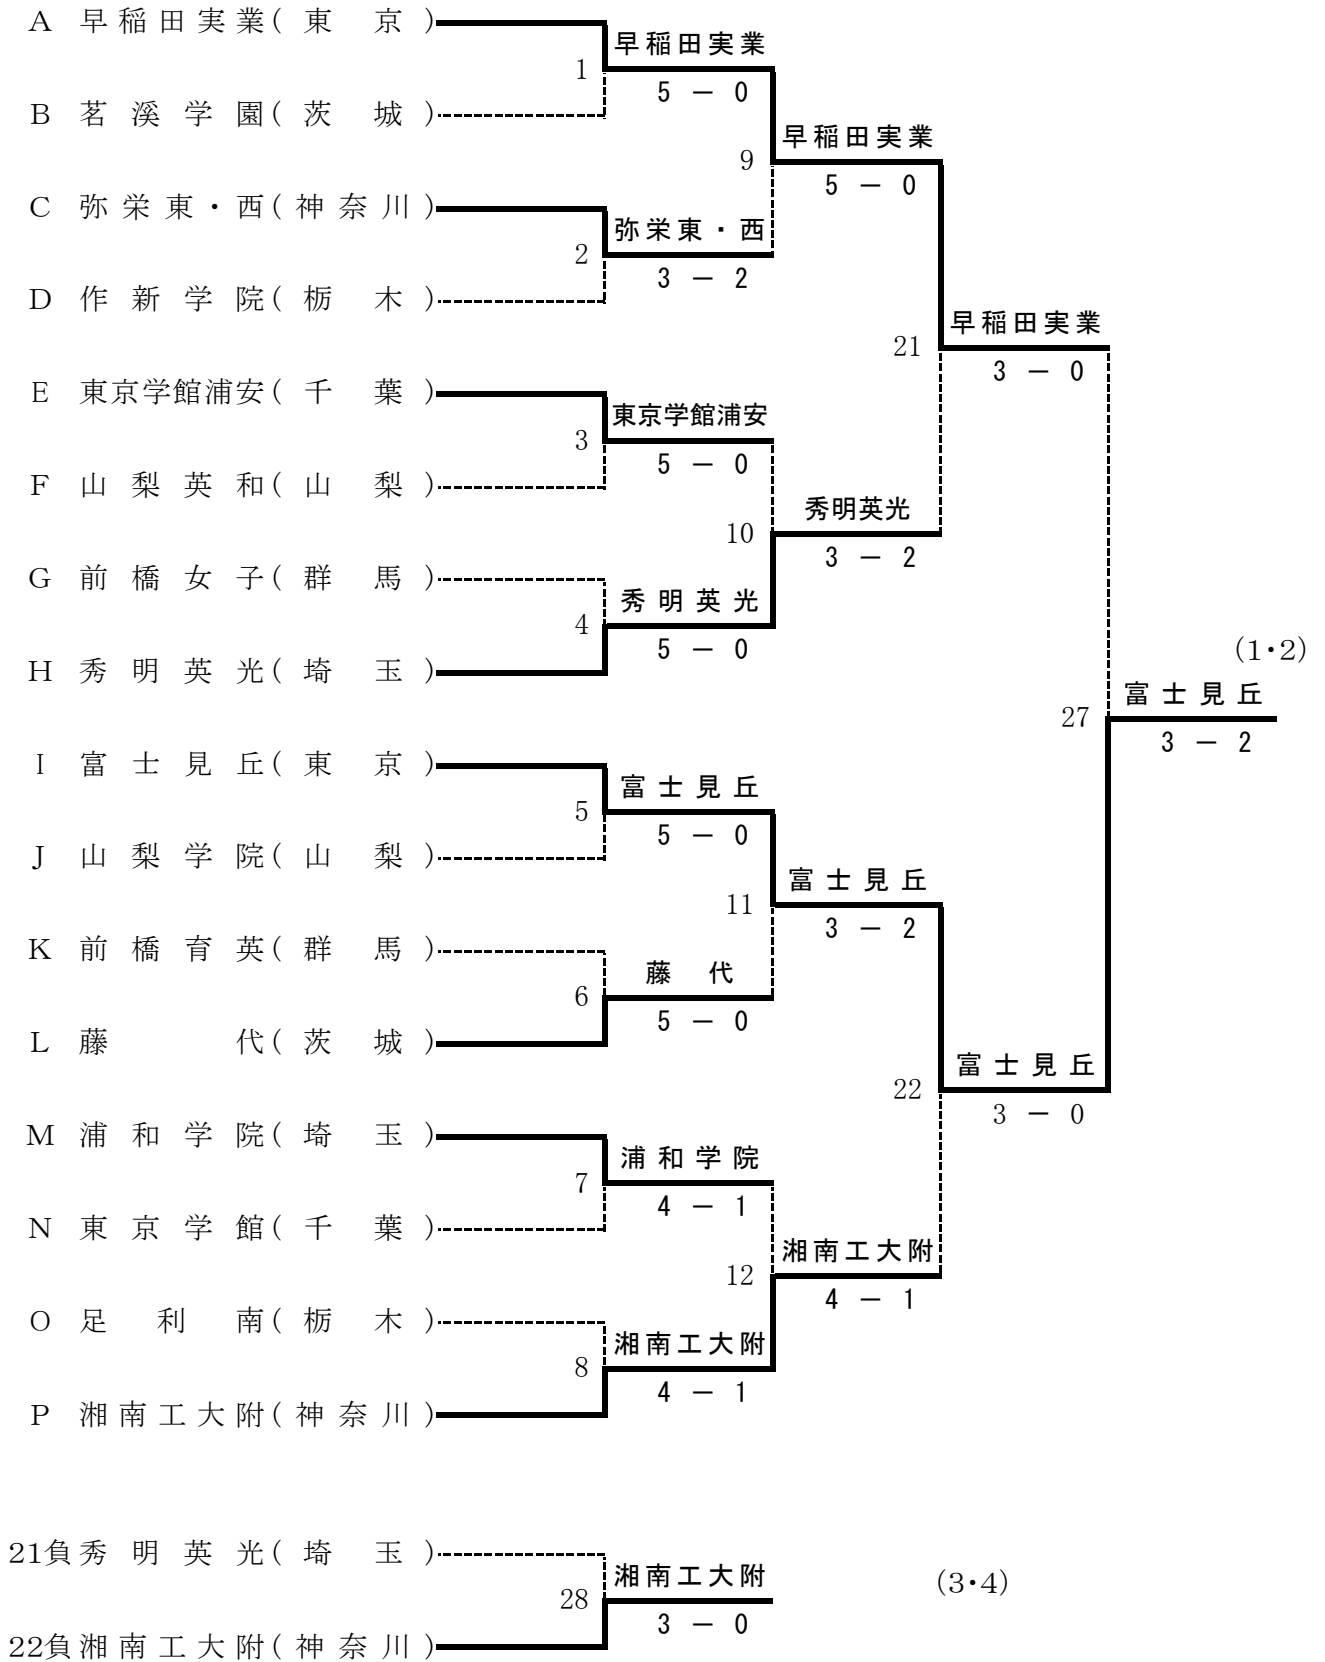 A 早稲田実業(東 京)
早稲田実業
1
5 － 0
B 茗溪学園(茨 城)
早稲田実業
9
5 － 0
C 弥栄東・西(神奈川)
弥栄東・西
2
3 － 2
D 作新学院(栃 木)
早稲田実業
21
3 － 0
E 東京学館浦安(千 葉)
東京学館浦安
3
5 － 0
F 山梨英和(山 梨)
秀明英光
10
3 － 2
G 前橋女子(群 馬)
秀明英光
4
5 － 0
H 秀明英光(埼 玉)
(1・2)
富士見丘
27
3 － 2
I 富士見丘(東 京)
富士見丘
5
5 － 0
J 山梨学院(山 梨)
富士見丘
11
3 － 2
K 前橋育英(群 馬)
藤 代
6
5 － 0
L 藤 代(茨 城)
富士見丘
22
3 － 0
M 浦和学院(埼 玉)
浦和学院
7
4 － 1
N 東京学館(千 葉)
湘南工大附
12
4 － 1
O 足利南(栃 木)
湘南工大附
8
4 － 1
P 湘南工大附(神奈川)
21負 秀明英光(埼 玉)
湘南工大附
28
3 － 0
(3・4)
22負 湘南工大附(神奈川)